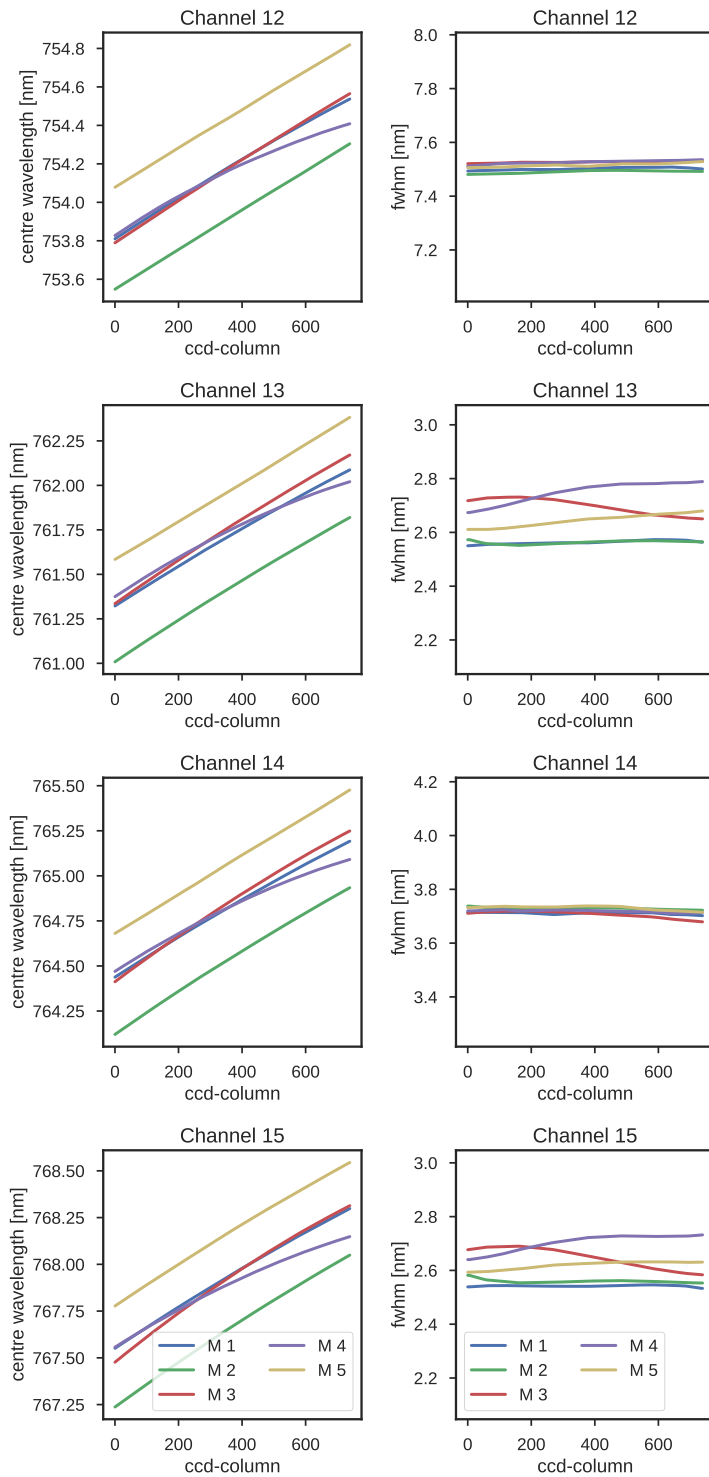 Channel 12
centre wavelength [nm]
754.8
754.6
754.4
754.2
754.0
753.8
753.6
0 200 400 600
ccd-column
Channel 12
fwhm [nm]
8.0
7.6
7.4
7.2
0 200 400 600
ccd-column
Channel 13
centre wavelength [nm]
762.25
762.00
761.75
761.50
761.25
761.00
0 200 400 600
ccd-column
Channel 13
fwhm [nm]
3.0
2.8
2.6
2.4
2.2
0 200 400 600
ccd-column
Channel 14
centre wavelength [nm]
765.50
765.25
765.00
764.75
764.50
764.25
0 200 400 600
ccd-column
Channel 14
fwhm [nm]
4.2
4.0
3.8
3.6
3.4
0 200 400 600
ccd-column
Channel 15
centre wavelength [nm]
768.50
768.25
768.00
767.75
767.50
767.25
M 1 M 4
M 2 M 5
M 3
0 200 400 600
ccd-column
Channel 15
fwhm [nm]
3.0
2.8
2.6
2.4
2.2
M 1 M 4
M 2 M 5
M 3
0 200 400 600
ccd-column